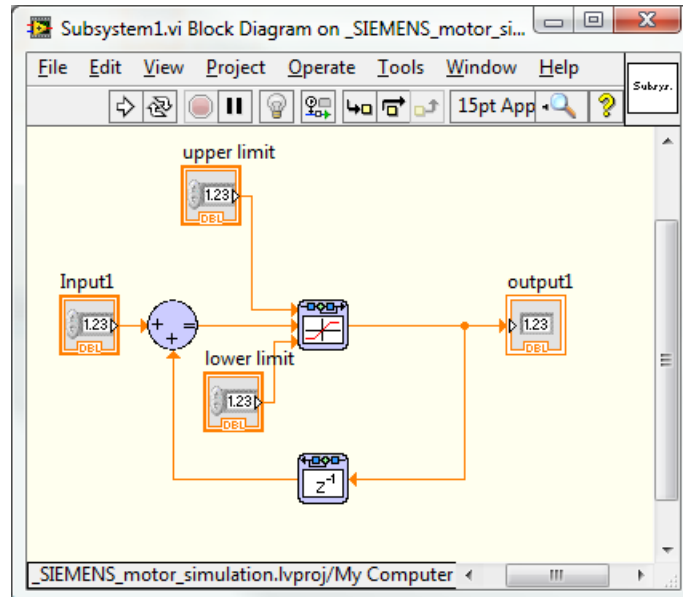 Subsystem1.vi Block Diagram on _SIEMENS_motor_si...
File Edit View Project Operate Tools Window Help
Subsys.
15pt App
?
upper limit
1.23
DBL
Input1
1.23
DBL
+ + =
output1
1.23
DBL
lower limit
1.23
DBL
z-1
_SIEMENS_motor_simulation.lvproj/My Computer